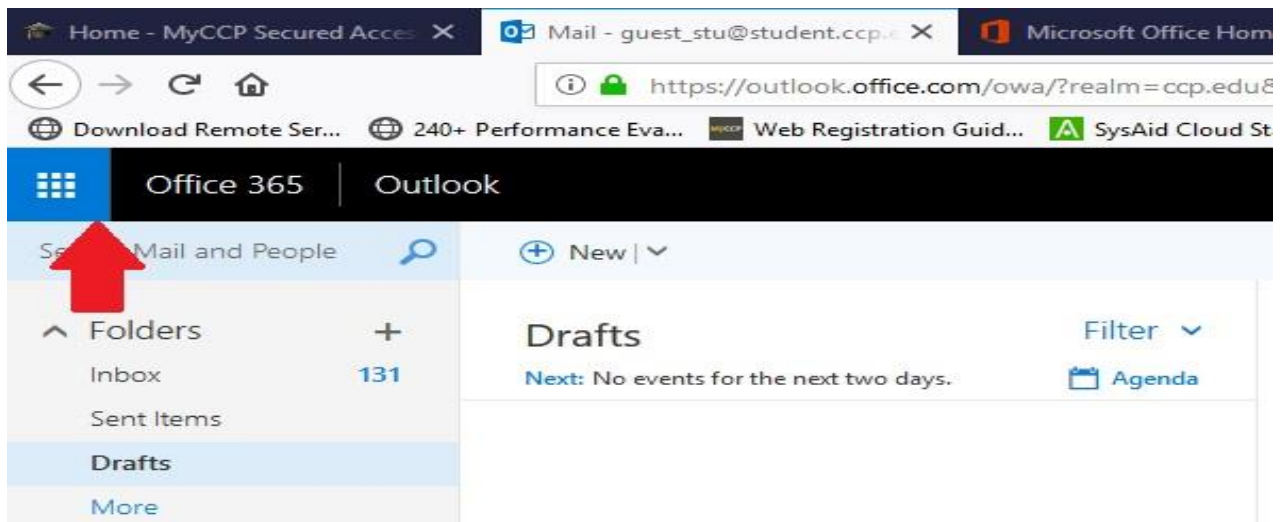 Home - MyCCP Secured Acces
Mail - guest_stu@student.ccp.e
Microsoft Office Hom
https://outlook.office.com/owa/?realm=ccp.edu&
Download Remote Ser... 240+ Performance Eva... MyCCP Web Registration Guid... A SysAid Cloud St
Office 365 Outlook
Mail and People
New
Folders
Drafts
Filter
Inbox 131
Next: No events for the next two days.
Agenda
Sent Items
Drafts
More